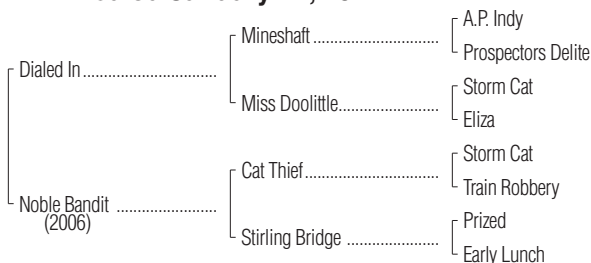 A.P. Indy
Mineshaft
Prospectors Delite
Dialed In
Storm Cat
Miss Doolittle
Eliza
Storm Cat
Cat Thief
Train Robbery
Noble Bandit
(2006)
Prized
Stirling Bridge
Early Lunch